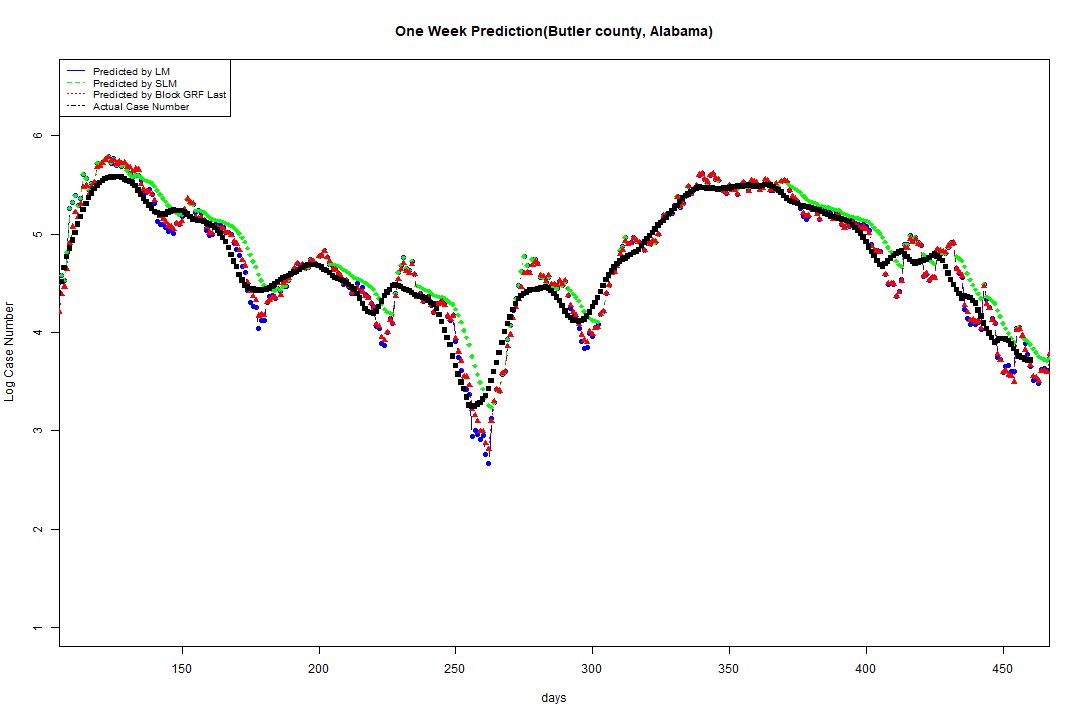 One Week Prediction(Butler county, Alabama)
Predicted by LM
Predicted by SLM
Predicted by Block GRF Last
Actual Case Number
6
5
4
3
2
1
Log Case Number
150 200 250 300 350 400 450
days